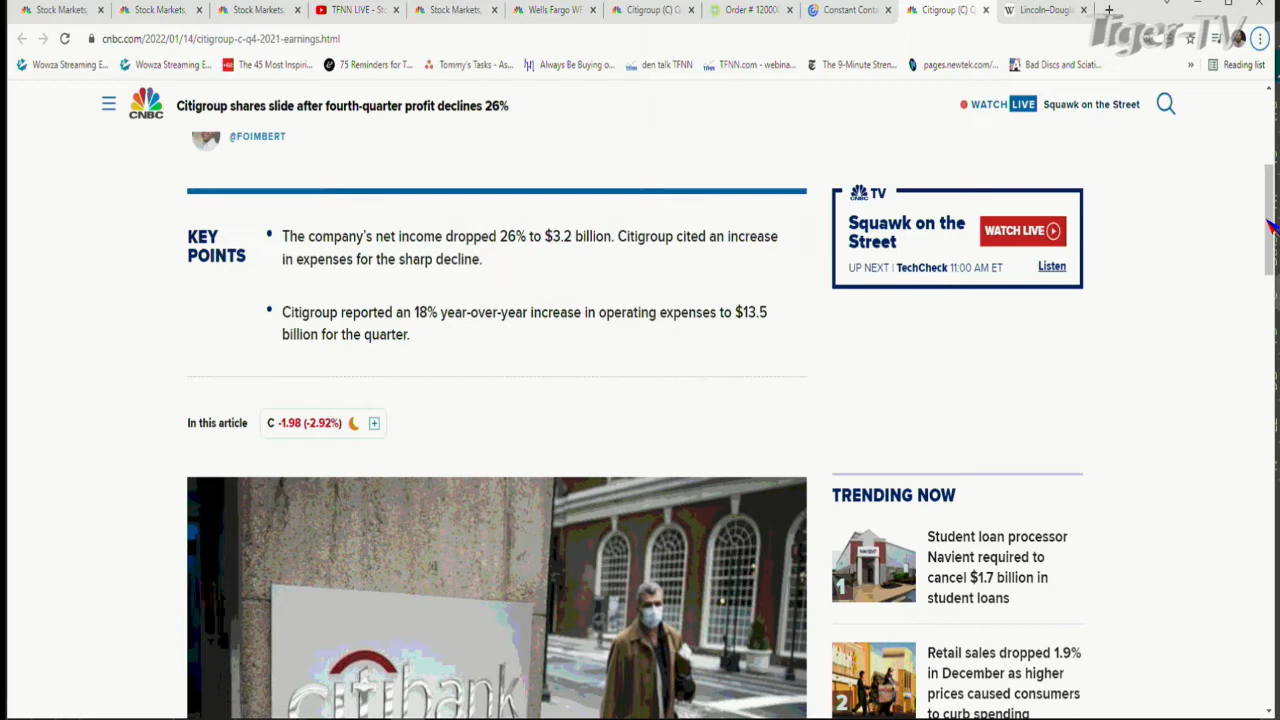 Stock Markets,
Stock Markets,
Stock Markets,
TFNN LIVE - Sto
Stock Markets,
Wells Fargo WF
Citigroup (C) Q
Order # 12000
Constant Conta
Citigroup (C) Q
Lincoln–Dougla
Tiger-TV
cnbc.com/2022/01/14/citigroup-c-q4-2021-earnings.html
Wowza Streaming E...
Wowza Streaming E...
The 45 Most Inspiri...
75 Reminders for T...
Tommy's Tasks - As...
Always Be Buying o...
den talk TFNN
TFNN.com - webina...
The 9-Minute Stren...
pages.newtek.com/...
Bad Discs and Sciati...
»
Reading list
CNBC
Citigroup shares slide after fourth-quarter profit declines 26%
WATCH LIVE
Squawk on the Street
@FOIMBERT
KEY
POINTS
• The company's net income dropped 26% to $3.2 billion. Citigroup cited an increase
in expenses for the sharp decline.
• Citigroup reported an 18% year-over-year increase in operating expenses to $13.5
billion for the quarter.
In this article
C -1.98 (-2.92%)
citibank
CNBC TV
Squawk on the
Street
WATCH LIVE
UP NEXT | TechCheck 11:00 AM ET
Listen
TRENDING NOW
NAVIENT
1
Student loan processor
Navient required to
cancel $1.7 billion in
student loans
2
Retail sales dropped 1.9%
in December as higher
prices caused consumers
to curb spending